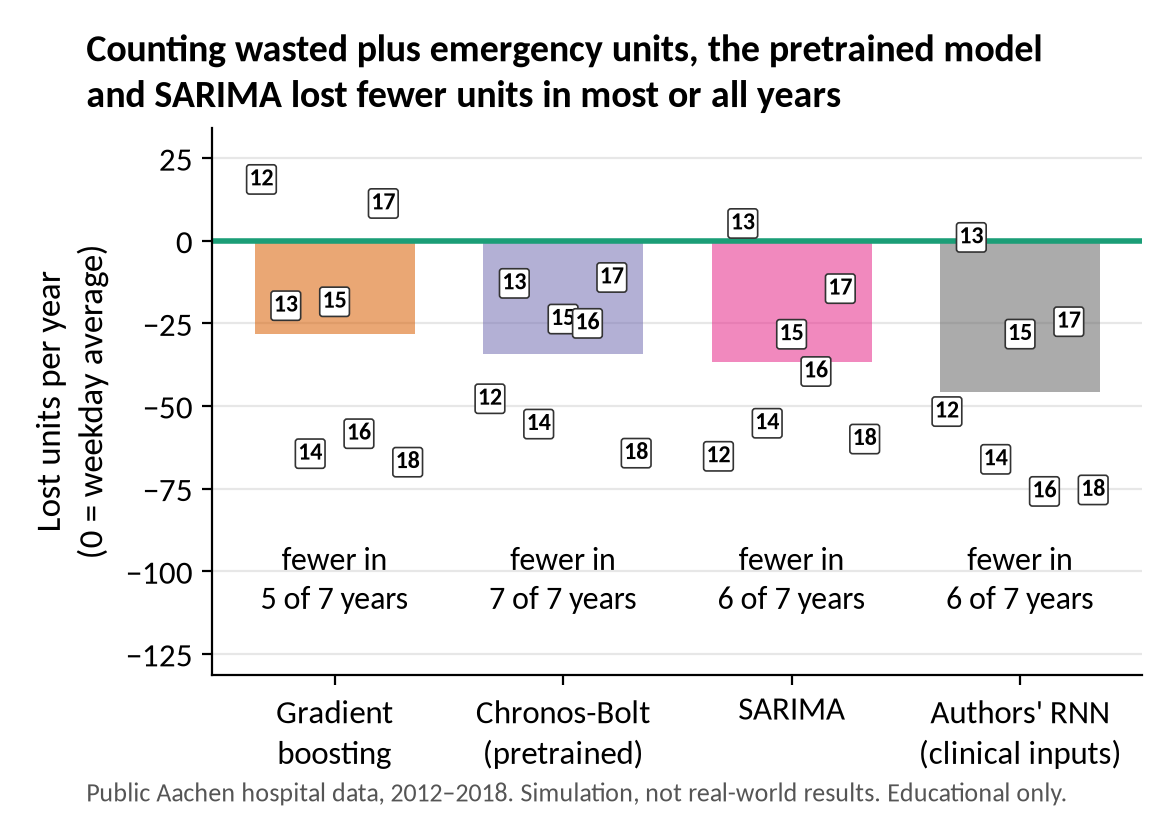 Counting wasted plus emergency units, the pretrained model
and SARIMA lost fewer units in most or all years
Lost units per year
(0 = weekday average)
25
0
−25
−50
−75
−100
−125
12
13
14
15
16
17
18
12
13
14
15
16
17
18
12
13
14
15
16
17
18
12
13
14
15
16
17
18
fewer in
5 of 7 years
fewer in
7 of 7 years
fewer in
6 of 7 years
fewer in
6 of 7 years
Gradient
boosting
Chronos-Bolt
(pretrained)
SARIMA
Authors' RNN
(clinical inputs)
Public Aachen hospital data, 2012–2018. Simulation, not real-world results. Educational only.